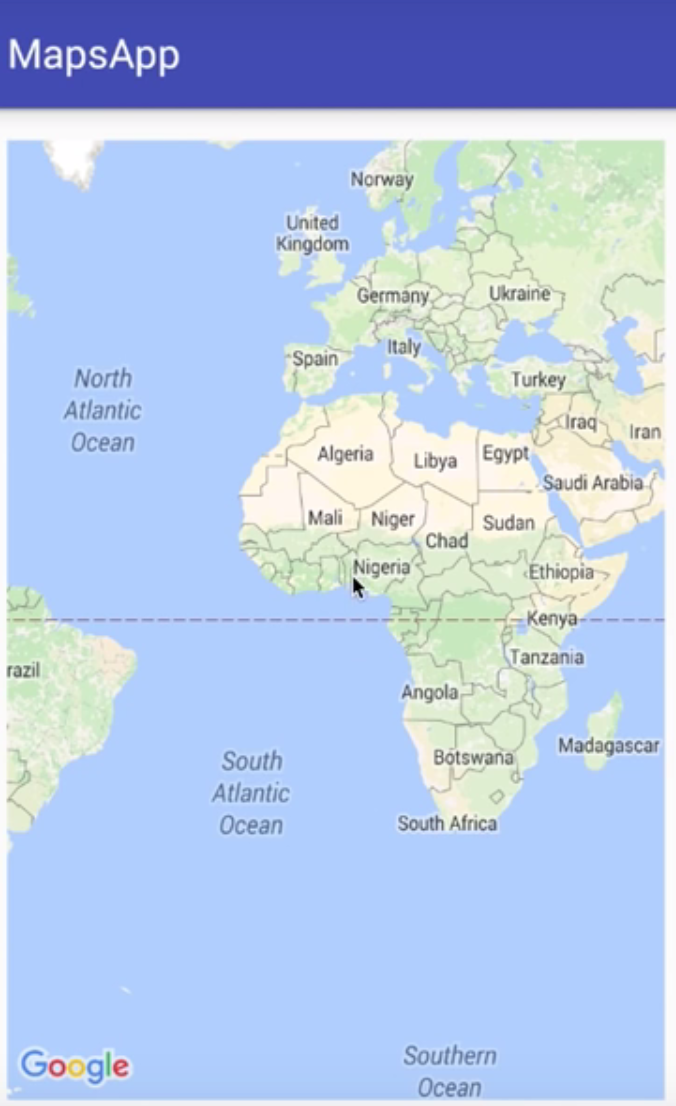 MapsApp
Norway
United
Kingdom
Germany
Ukraine
Spain
Italy
Turkey
North
Atlantic
Ocean
Algeria
Libya
Egypt
Iraq
Iran
Saudi Arabia
Mali
Niger
Chad
Sudan
Nigeria
Ethiopia
Kenya
razil
Tanzania
Angola
Madagascar
Botswana
South
Atlantic
Ocean
South Africa
Google
Southern
Ocean